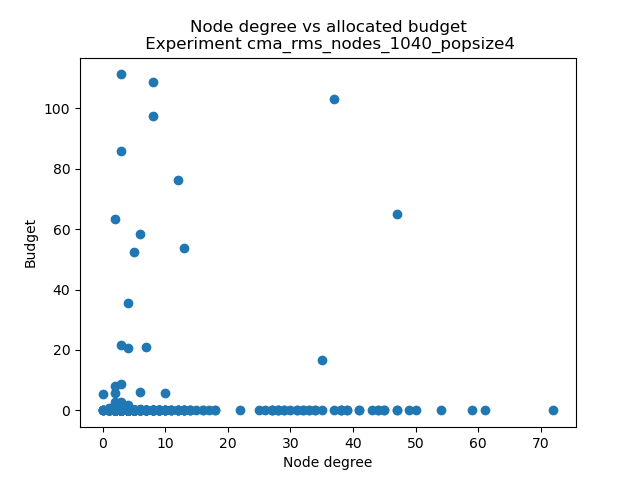 Node degree vs allocated budget
Experiment cma_rms_nodes_1040_popsize4
100
80
60
40
20
0
Budget
0 10 20 30 40 50 60 70
Node degree